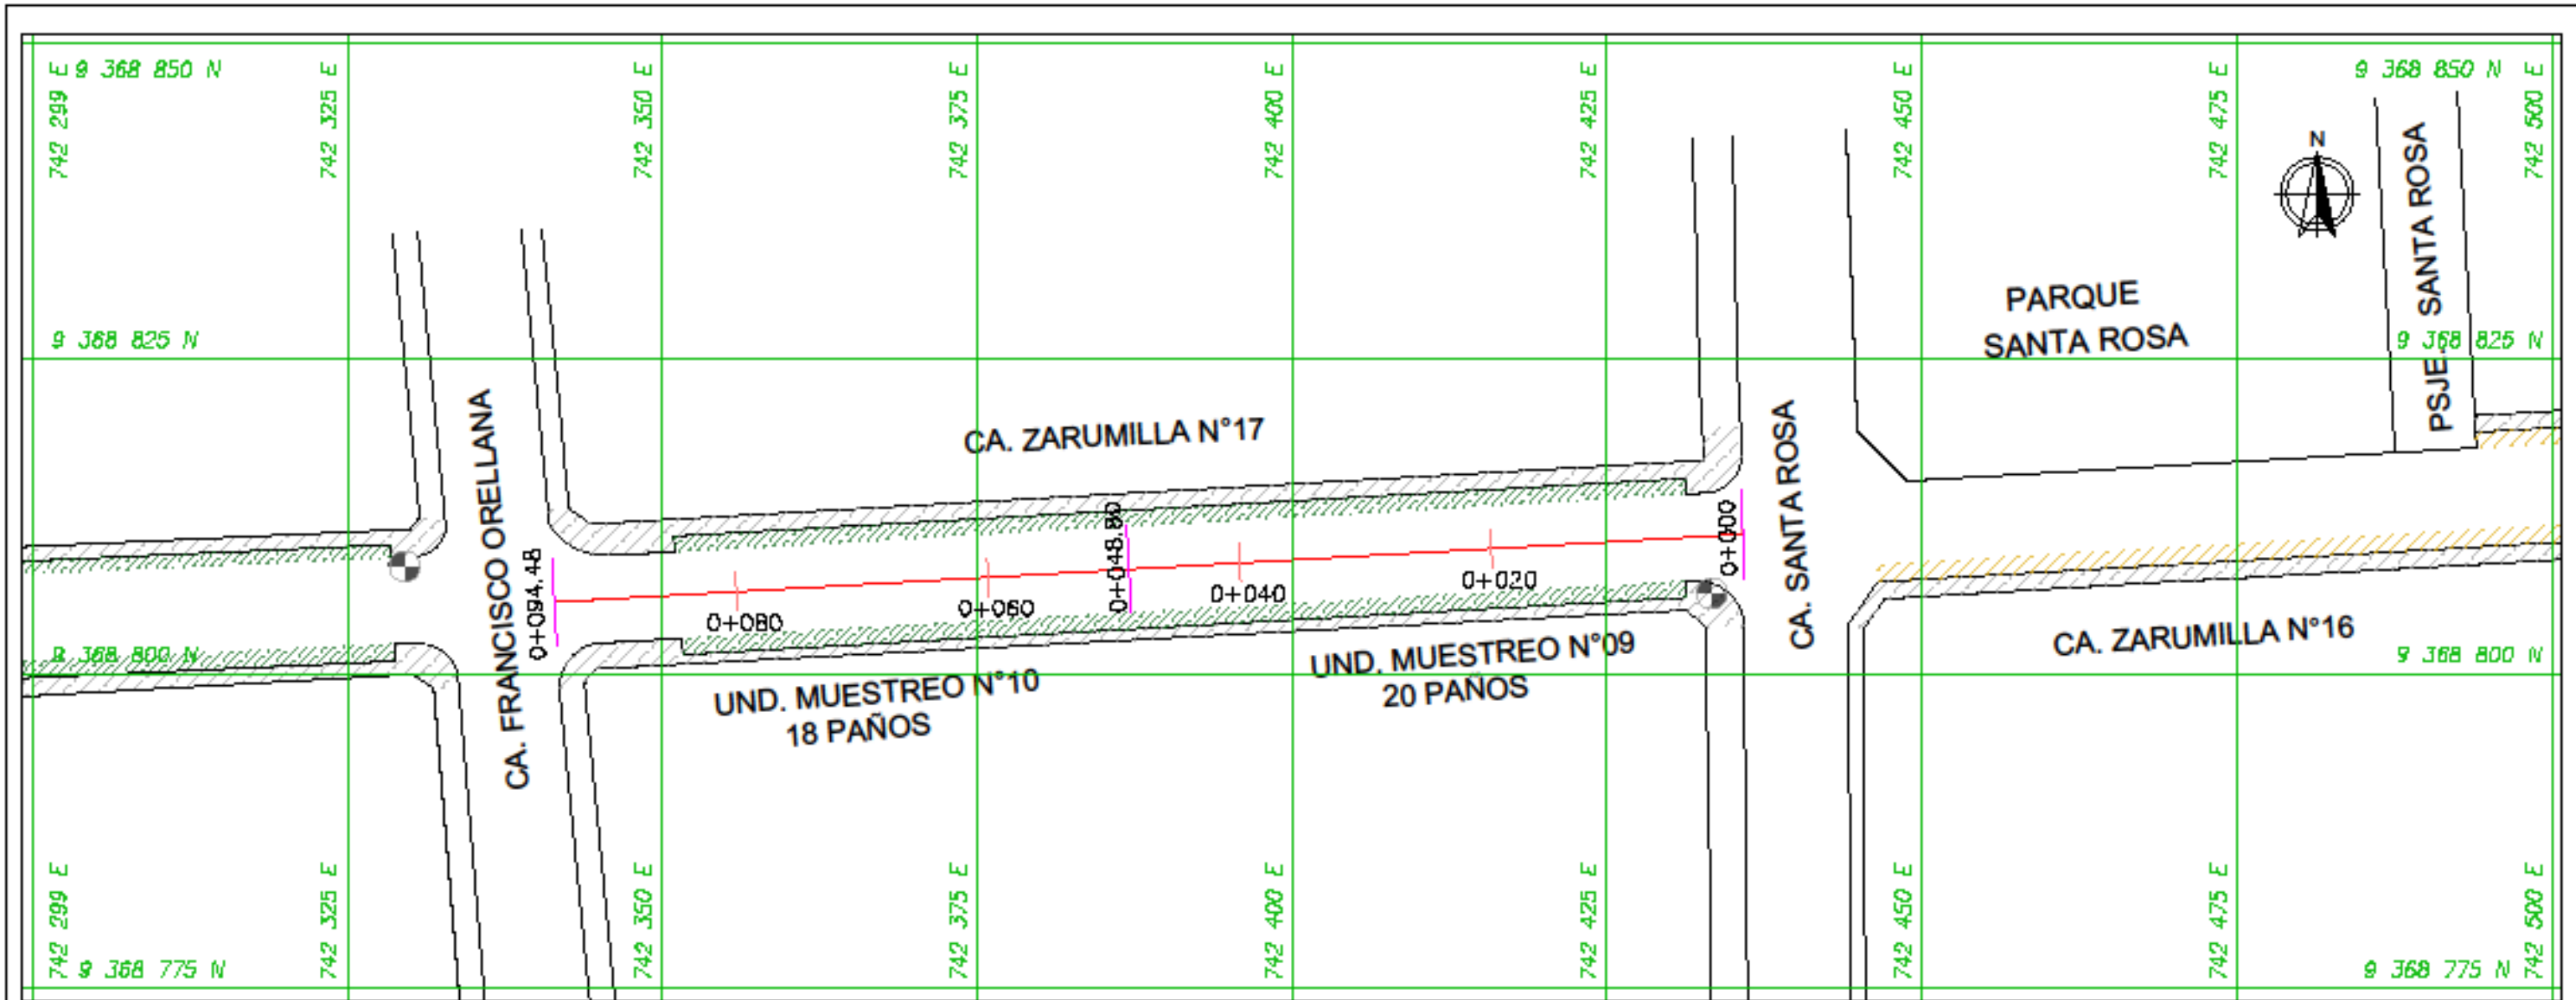 742 299 E
9 368 850 N
742 325 E
742 350 E
742 375 E
742 400 E
742 425 E
742 450 E
742 475 E
9 368 850 N
742 500 E
N
PSJE. SANTA ROSA
PARQUE
SANTA ROSA
9 368 825 N
9 368 825 N
CA. FRANCISCO ORELLANA
CA. ZARUMILLA N°17
CA. SANTA ROSA
0+094.48
0+080
0+060
0+048.80
0+040
0+020
0+000
9 368 800 N
UND. MUESTREO N°10
18 PAÑOS
UND. MUESTREO N°09
20 PAÑOS
CA. ZARUMILLA N°16
9 368 800 N
742 299 E
9 368 775 N
742 325 E
742 350 E
742 375 E
742 400 E
742 425 E
742 450 E
742 475 E
9 368 775 N
742 500 E